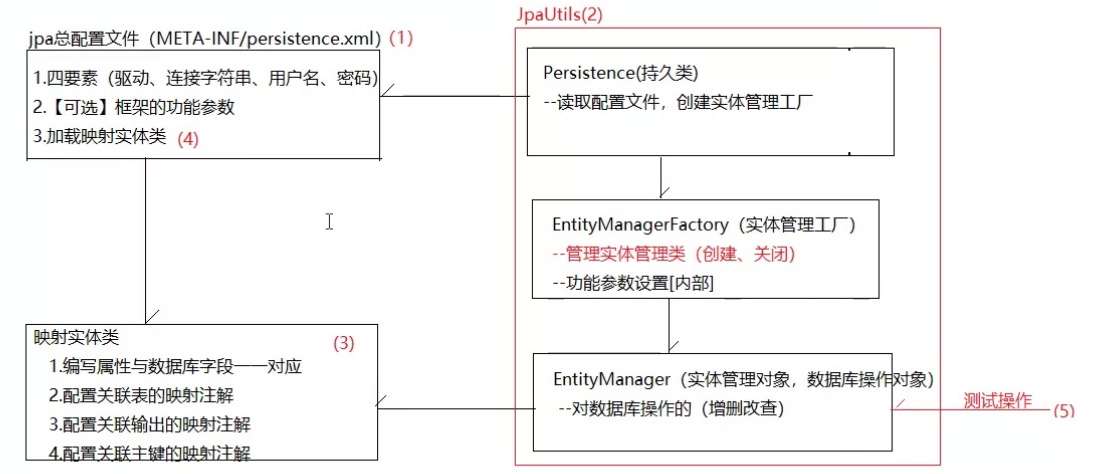 JpaUtils(2)
jpa总配置文件（META-INF/persistence.xml）(1)
1.四要素（驱动、连接字符串、用户名、密码）
2.【可选】框架的功能参数
3.加载映射实体类 (4)
Persistence(持久类)
--读取配置文件，创建实体管理工厂
EntityManagerFactory（实体管理工厂）
--管理实体管理类（创建、关闭）
--功能参数设置[内部]
映射实体类 (3)
1.编写属性与数据库字段一一对应
2.配置关联表的映射注解
3.配置关联输出的映射注解
4.配置关联主键的映射注解
EntityManager（实体管理对象，数据库操作对象）
--对数据库操作的（增删改查）
测试操作 (5)